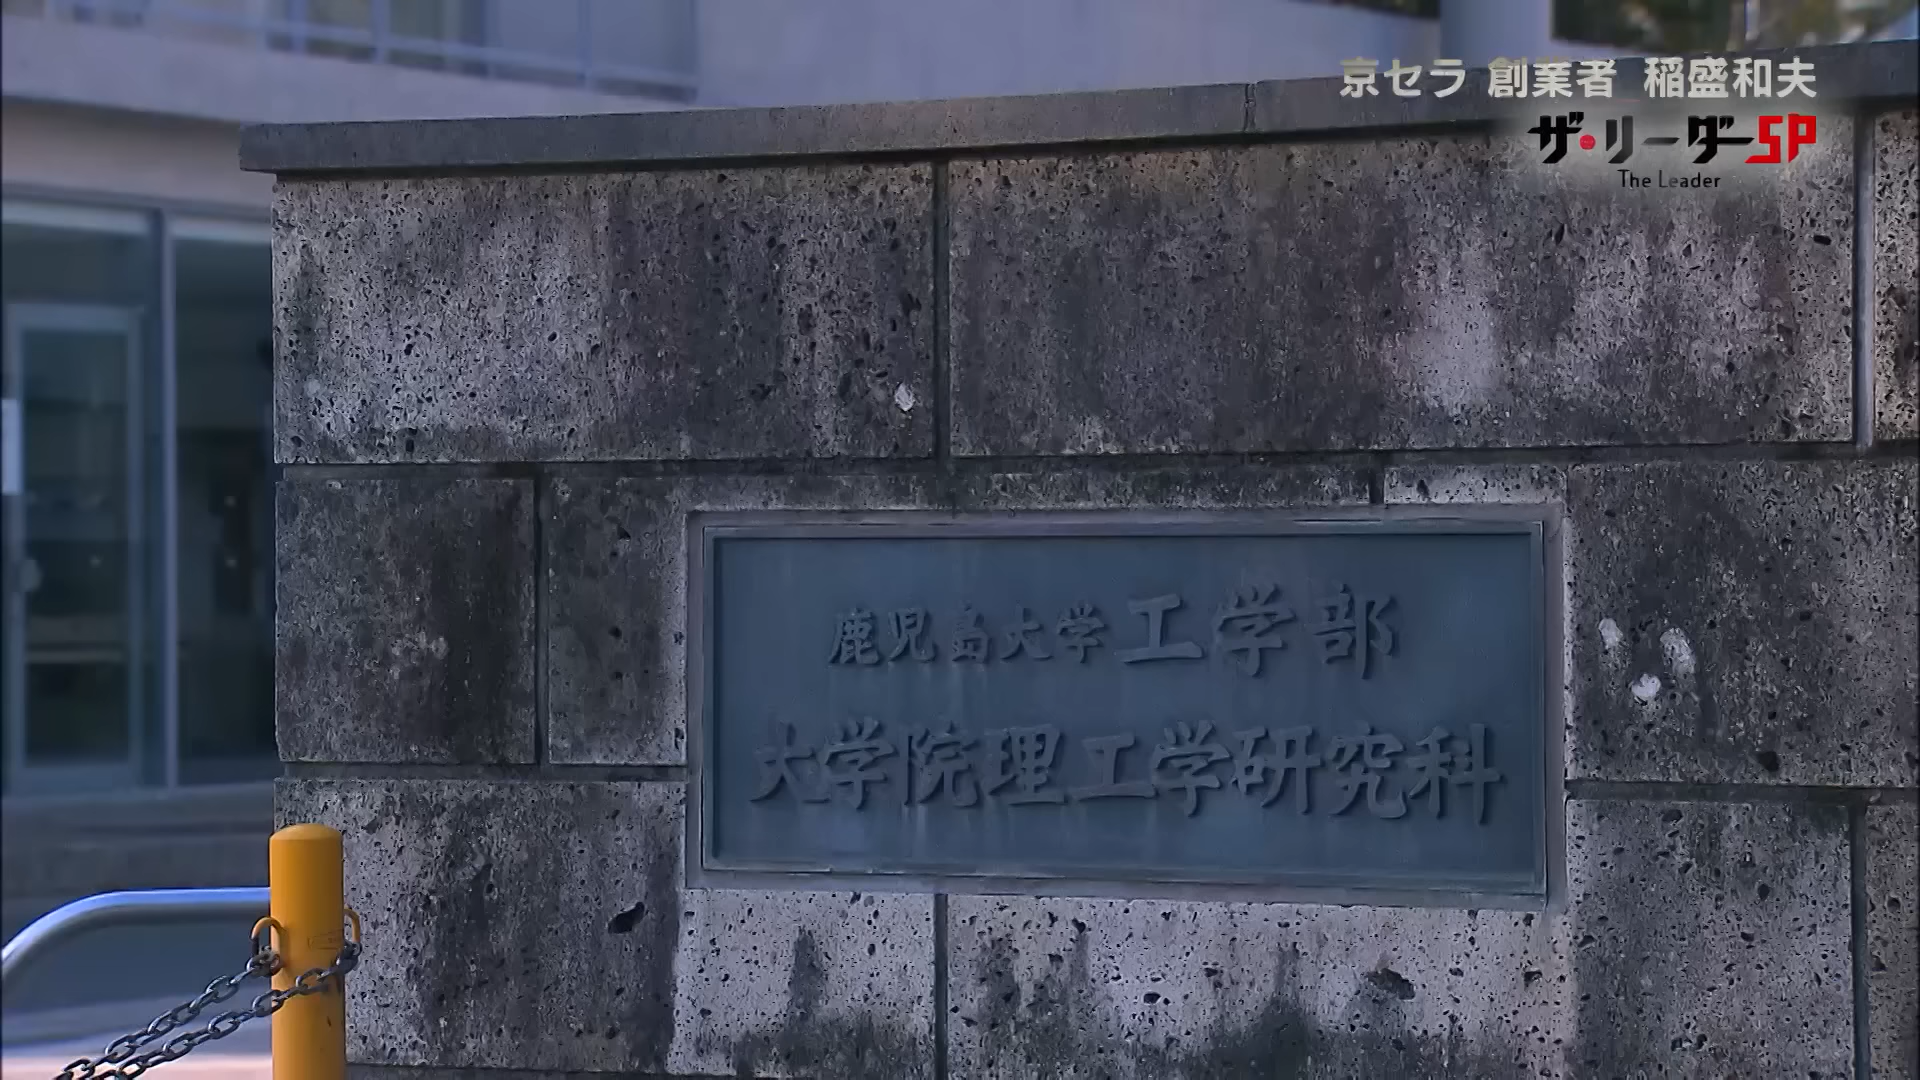 京セラ 創業者 稲盛和夫
ザ・リーダーSP
The Leader
鹿児島大学工学部
大学院理工学研究科